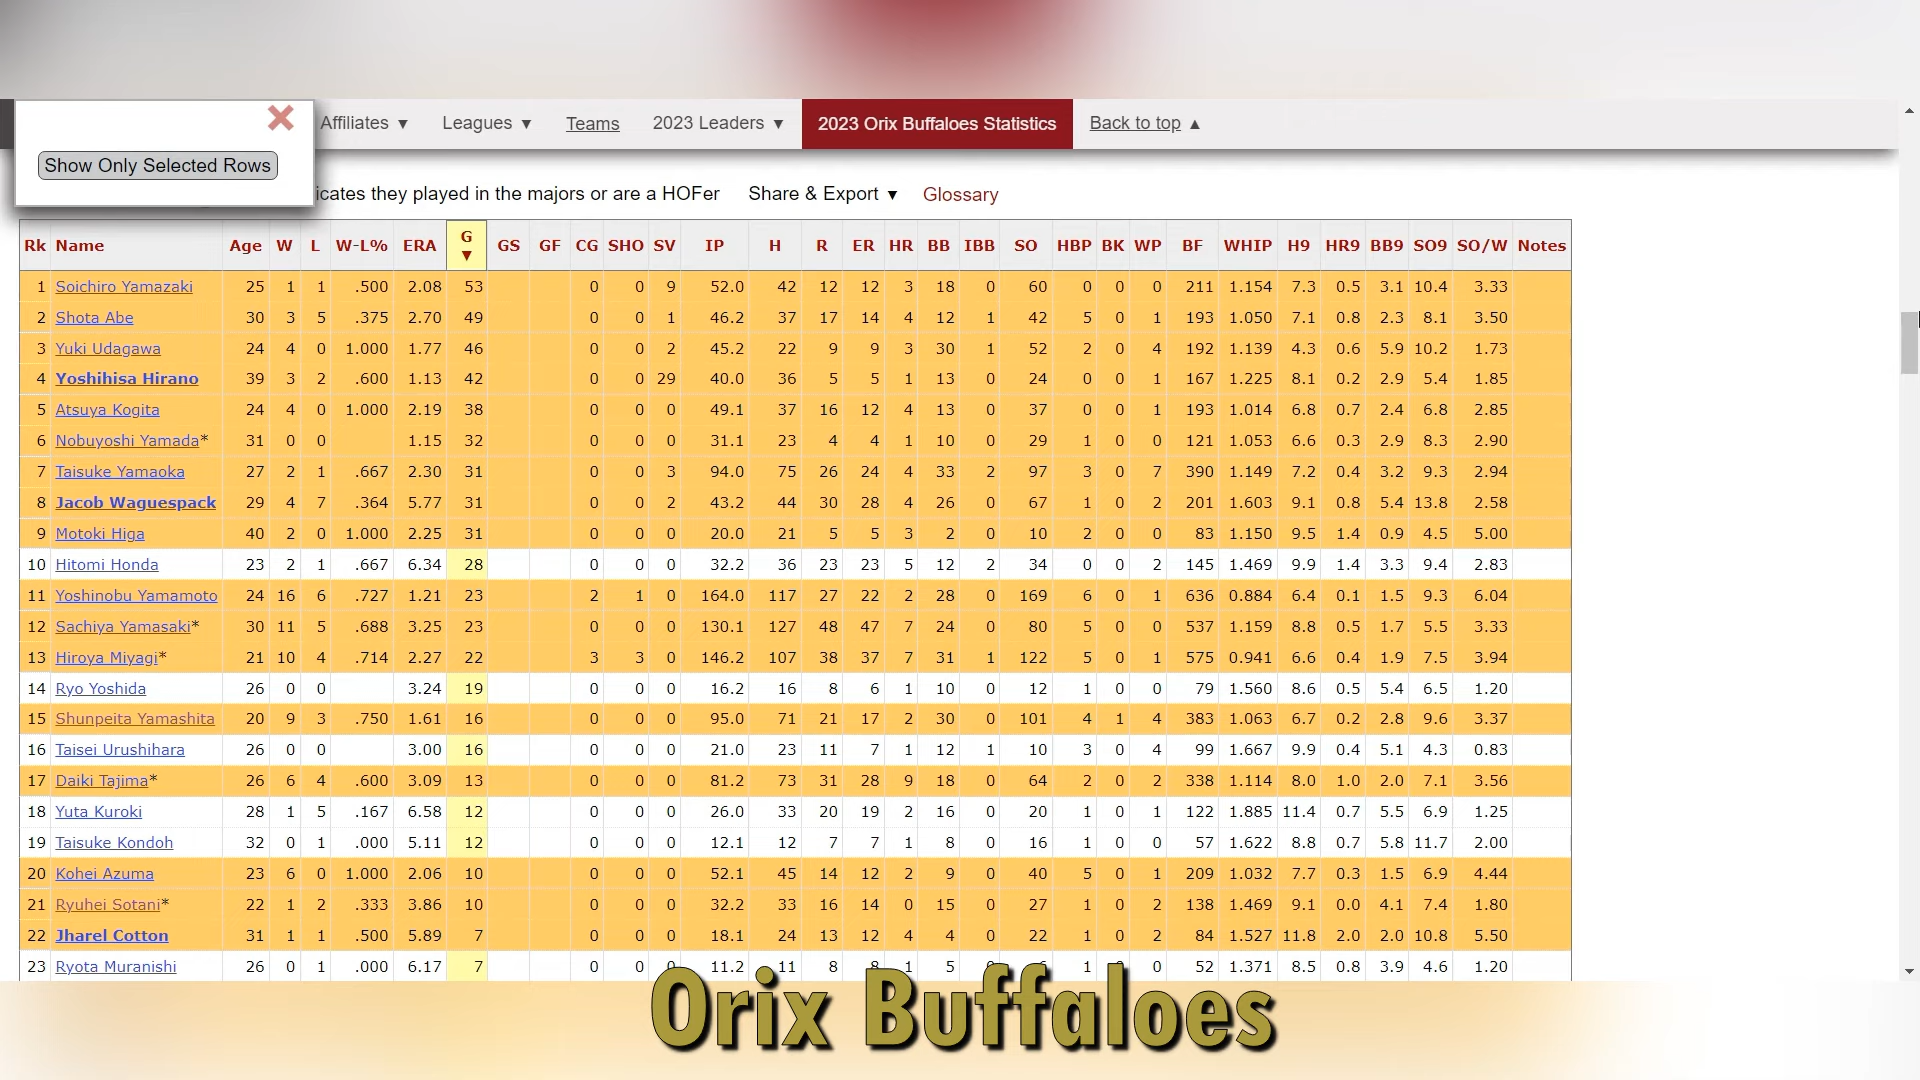 Affiliates ▼ Leagues ▼ Teams 2023 Leaders ▼ 2023 Orix Buffaloes Statistics Back to top ▲
Show Only Selected Rows
icates they played in the majors or are a HOFer Share & Export ▼ Glossary
Rk Name Age W L W-L% ERA G ▼ GS GF CG SHO SV IP H R ER HR BB IBB SO HBP BK WP BF WHIP H9 HR9 BB9 SO9 SO/W Notes
1 Soichiro Yamazaki 25 1 1 .500 2.08 53 0 0 9 52.0 42 12 12 3 18 0 60 0 0 0 211 1.154 7.3 0.5 3.1 10.4 3.33
2 Shota Abe 30 3 5 .375 2.70 49 0 0 1 46.2 37 17 14 4 12 1 42 5 0 1 193 1.050 7.1 0.8 2.3 8.1 3.50
3 Yuki Udagawa 24 4 0 1.000 1.77 46 0 0 2 45.2 22 9 9 3 30 1 52 2 0 4 192 1.139 4.3 0.6 5.9 10.2 1.73
4 Yoshihisa Hirano 39 3 2 .600 1.13 42 0 0 29 40.0 36 5 5 1 13 0 24 0 0 1 167 1.225 8.1 0.2 2.9 5.4 1.85
5 Atsuya Kogita 24 4 0 1.000 2.19 38 0 0 0 49.1 37 16 12 4 13 0 37 0 0 1 193 1.014 6.8 0.7 2.4 6.8 2.85
6 Nobuyoshi Yamada* 31 0 0 1.15 32 0 0 0 31.1 23 4 4 1 10 0 29 1 0 0 121 1.053 6.6 0.3 2.9 8.3 2.90
7 Taisuke Yamaoka 27 2 1 .667 2.30 31 0 0 3 94.0 75 26 24 4 33 2 97 3 0 7 390 1.149 7.2 0.4 3.2 9.3 2.94
8 Jacob Waguespack 29 4 7 .364 5.77 31 0 0 2 43.2 44 30 28 4 26 0 67 1 0 2 201 1.603 9.1 0.8 5.4 13.8 2.58
9 Motoki Higa 40 2 0 1.000 2.25 31 0 0 0 20.0 21 5 5 3 2 0 10 2 0 0 83 1.150 9.5 1.4 0.9 4.5 5.00
10 Hitomi Honda 23 2 1 .667 6.34 28 0 0 0 32.2 36 23 23 5 12 2 34 0 0 2 145 1.469 9.9 1.4 3.3 9.4 2.83
11 Yoshinobu Yamamoto 24 16 6 .727 1.21 23 2 1 0 164.0 117 27 22 2 28 0 169 6 0 1 636 0.884 6.4 0.1 1.5 9.3 6.04
12 Sachiya Yamasaki* 30 11 5 .688 3.25 23 0 0 0 130.1 127 48 47 7 24 0 80 5 0 0 537 1.159 8.8 0.5 1.7 5.5 3.33
13 Hiroya Miyagi* 21 10 4 .714 2.27 22 3 3 0 146.2 107 38 37 7 31 1 122 5 0 1 575 0.941 6.6 0.4 1.9 7.5 3.94
14 Ryo Yoshida 26 0 0 3.24 19 0 0 0 16.2 16 8 6 1 10 0 12 1 0 0 79 1.560 8.6 0.5 5.4 6.5 1.20
15 Shunpeita Yamashita 20 9 3 .750 1.61 16 0 0 0 95.0 71 21 17 2 30 0 101 4 1 4 383 1.063 6.7 0.2 2.8 9.6 3.37
16 Taisei Urushihara 26 0 0 3.00 16 0 0 0 21.0 23 11 7 1 12 1 10 3 0 4 99 1.667 9.9 0.4 5.1 4.3 0.83
17 Daiki Tajima* 26 6 4 .600 3.09 13 0 0 0 81.2 73 31 28 9 18 0 64 2 0 2 338 1.114 8.0 1.0 2.0 7.1 3.56
18 Yuta Kuroki 28 1 5 .167 6.58 12 0 0 0 26.0 33 20 19 2 16 0 20 1 0 1 122 1.885 11.4 0.7 5.5 6.9 1.25
19 Taisuke Kondoh 32 0 1 .000 5.11 12 0 0 0 12.1 12 7 7 1 8 0 16 1 0 0 57 1.622 8.8 0.7 5.8 11.7 2.00
20 Kohei Azuma 23 6 0 1.000 2.06 10 0 0 0 52.1 45 14 12 2 9 0 40 5 0 1 209 1.032 7.7 0.3 1.5 6.9 4.44
21 Ryuhei Sotani* 22 1 2 .333 3.86 10 0 0 0 32.2 33 16 14 0 15 0 27 1 0 2 138 1.469 9.1 0.0 4.1 7.4 1.80
22 Jharel Cotton 31 1 1 .500 5.89 7 0 0 0 18.1 24 13 12 4 4 0 22 1 0 2 84 1.527 11.8 2.0 2.0 10.8 5.50
23 Ryota Muranishi 26 0 1 .000 6.17 7 0 0 0 11.2 11 8 8 1 5 1 0 0 52 1.371 8.5 0.8 3.9 4.6 1.20
Orix Buffaloes